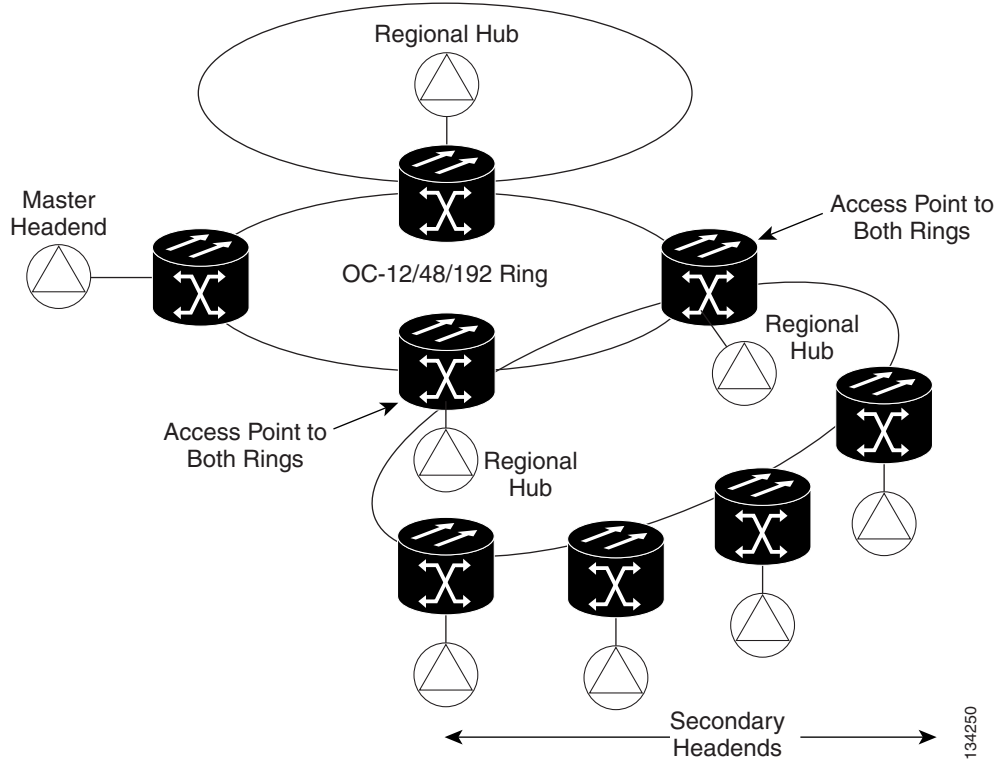 Regional Hub
Master
Headend
Access Point to
Both Rings
OC-12/48/192 Ring
Regional
Hub
Access Point to
Both Rings
Regional
Hub
Secondary
Headends
134250